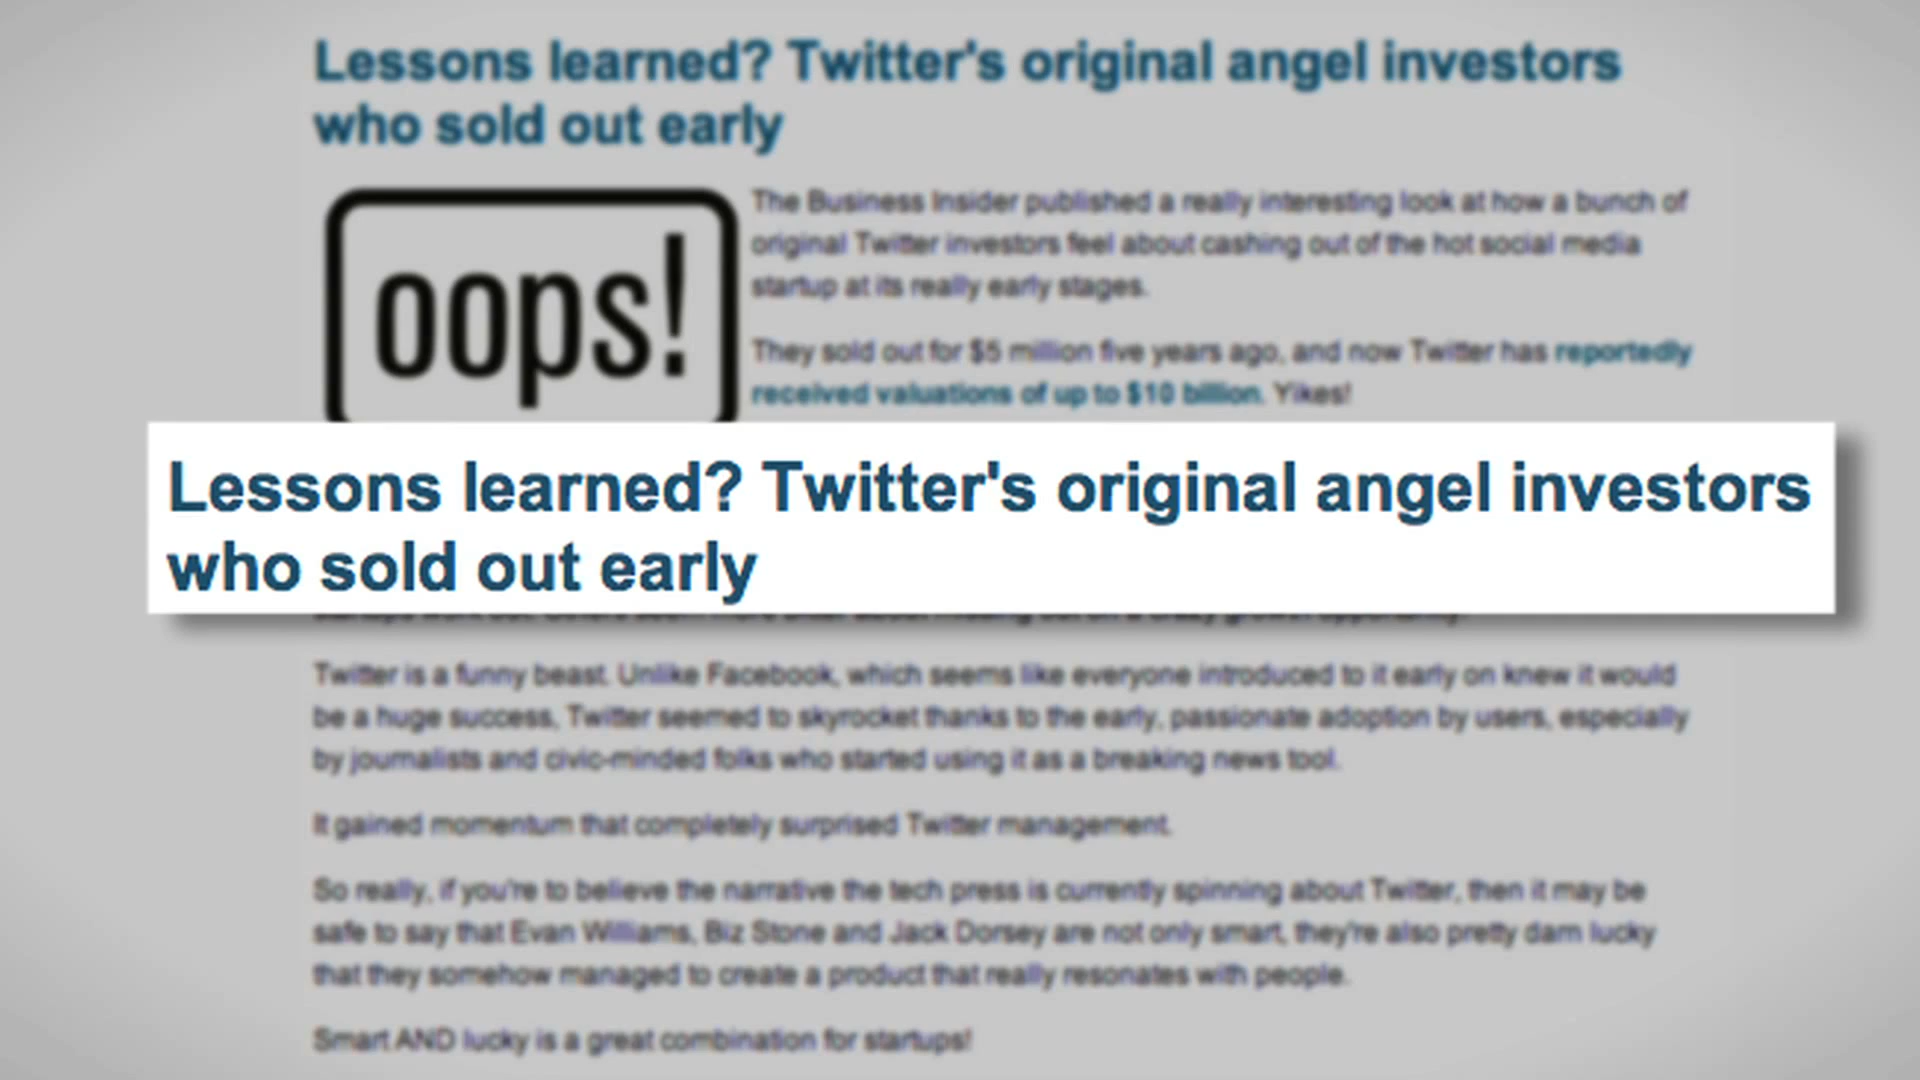 Lessons learned? Twitter's original angel investors
who sold out early
oops!
The Business Insider published a really interesting look at how a bunch of
original Twitter investors feel about cashing out of the hot social media
startup at its really early stages.
They sold out for $5 million five years ago, and now Twitter has reportedly
received valuations of up to $10 billion. Yikes!
Lessons learned? Twitter's original angel investors
who sold out early
Twitter is a funny beast. Unlike Facebook, which seems like everyone introduced to it early on knew it would
be a huge success, Twitter seemed to skyrocket thanks to the early, passionate adoption by users, especially
by journalists and civic-minded folks who started using it as a breaking news tool.
It gained momentum that completely surprised Twitter management.
So really, if you're to believe the narrative the tech press is currently spinning about Twitter, then it may be
safe to say that Evan Williams, Biz Stone and Jack Dorsey are not only smart, they're also pretty darn lucky
that they somehow managed to create a product that really resonates with people.
Smart AND lucky is a great combination for startups!